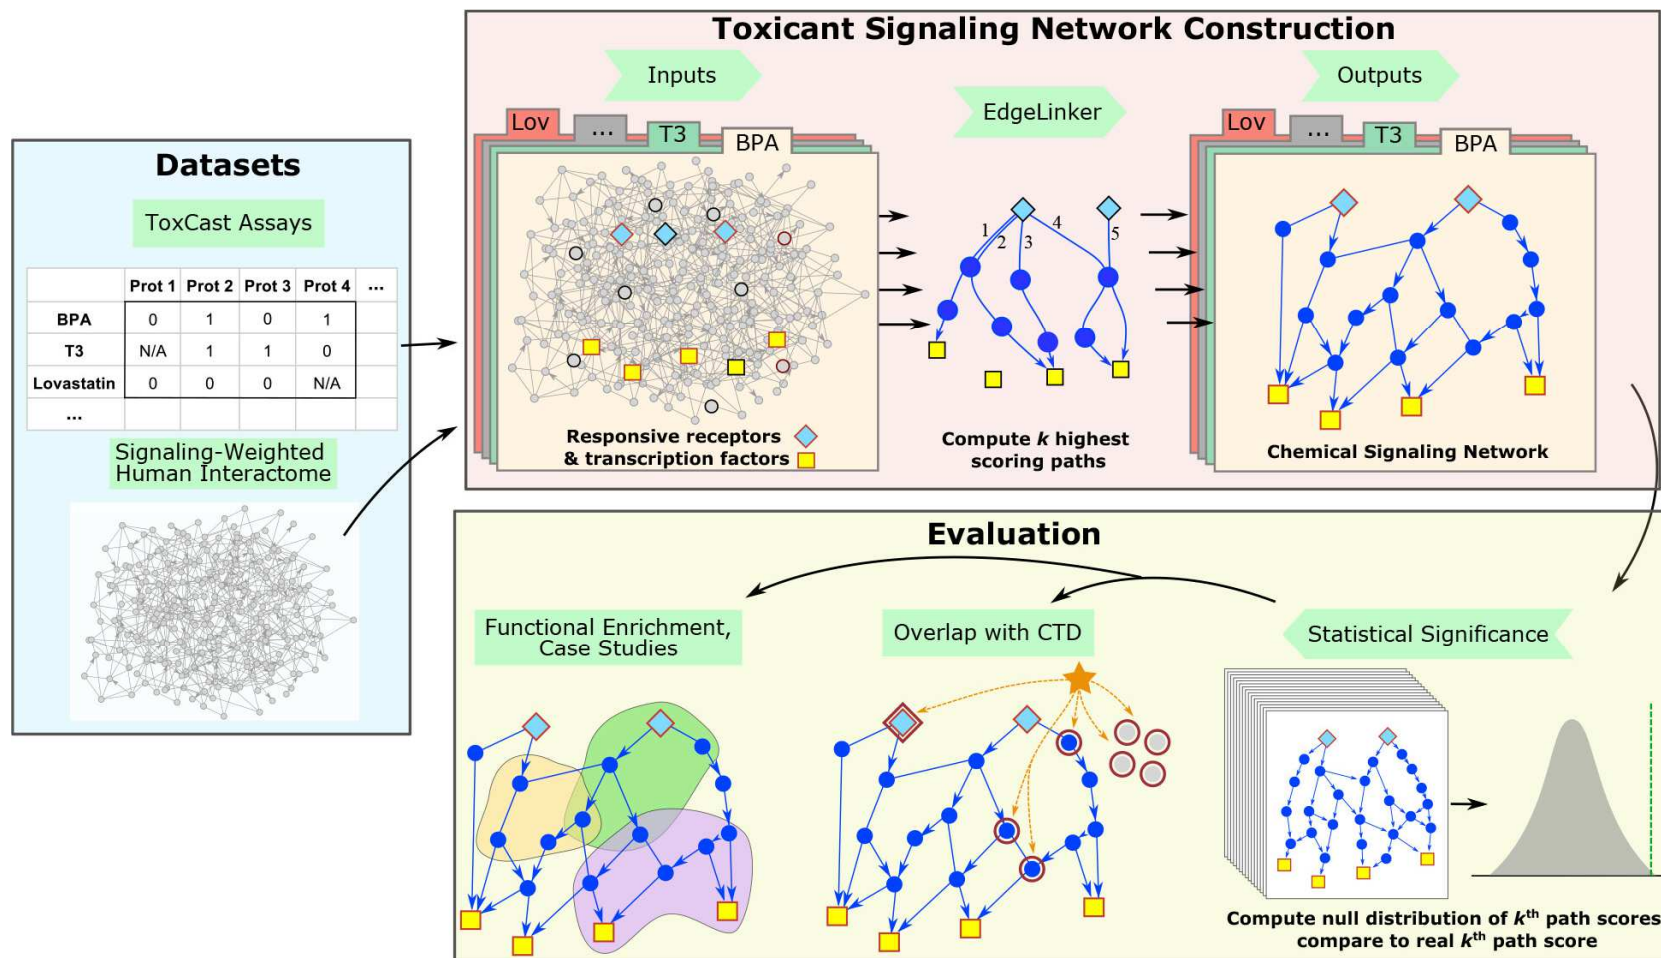 Datasets
ToxCast Assays
Prot 1 Prot 2 Prot 3 Prot 4 ...
BPA 0 1 0 1
T3 N/A 1 1 0
Lovastatin 0 0 0 N/A
...
Signaling-Weighted
Human Interactome
Toxicant Signaling Network Construction
Inputs
Lov ... T3 BPA
Responsive receptors
& transcription factors
EdgeLinker
1 2 3 4 5
Compute k highest
scoring paths
Outputs
Lov ... T3 BPA
Chemical Signaling Network
Evaluation
Functional Enrichment,
Case Studies
Overlap with CTD
Statistical Significance
Compute null distribution of kth path scores
compare to real kth path score